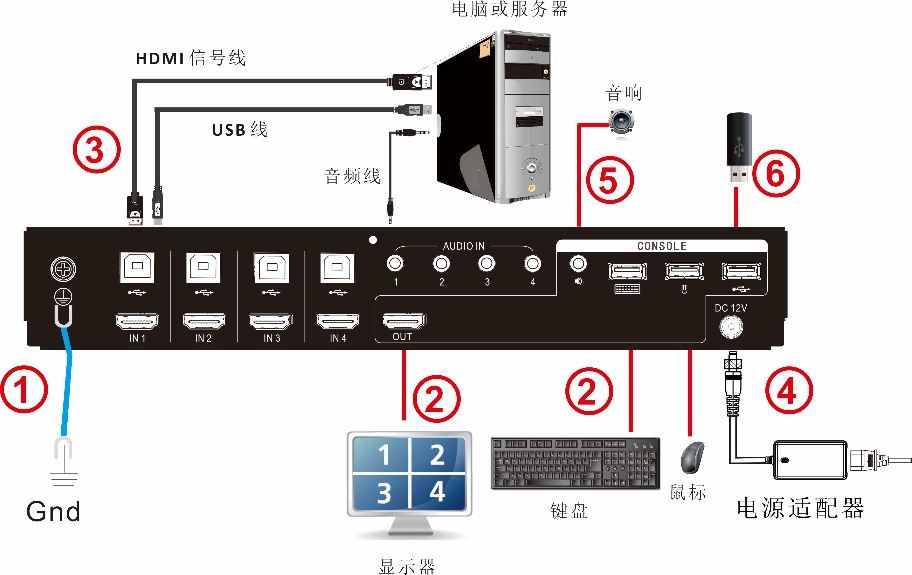 电脑或服务器
HDMI 信号线
USB 线
音频线
音响
③
⑤
⑥
AUDIO IN
CONSOLE
1 2 3 4
DC 12V
IN 1 IN 2 IN 3 IN 4 OUT
①
②
②
④
1 2
3 4
Gnd
显示器
键盘
鼠标
电源适配器